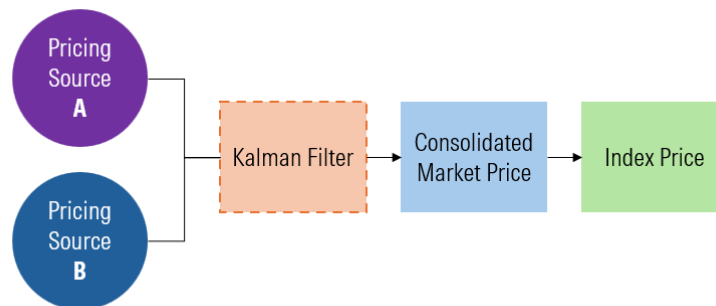 Pricing
Source
A
Pricing
Source
B
Kalman Filter
Consolidated
Market Price
Index Price